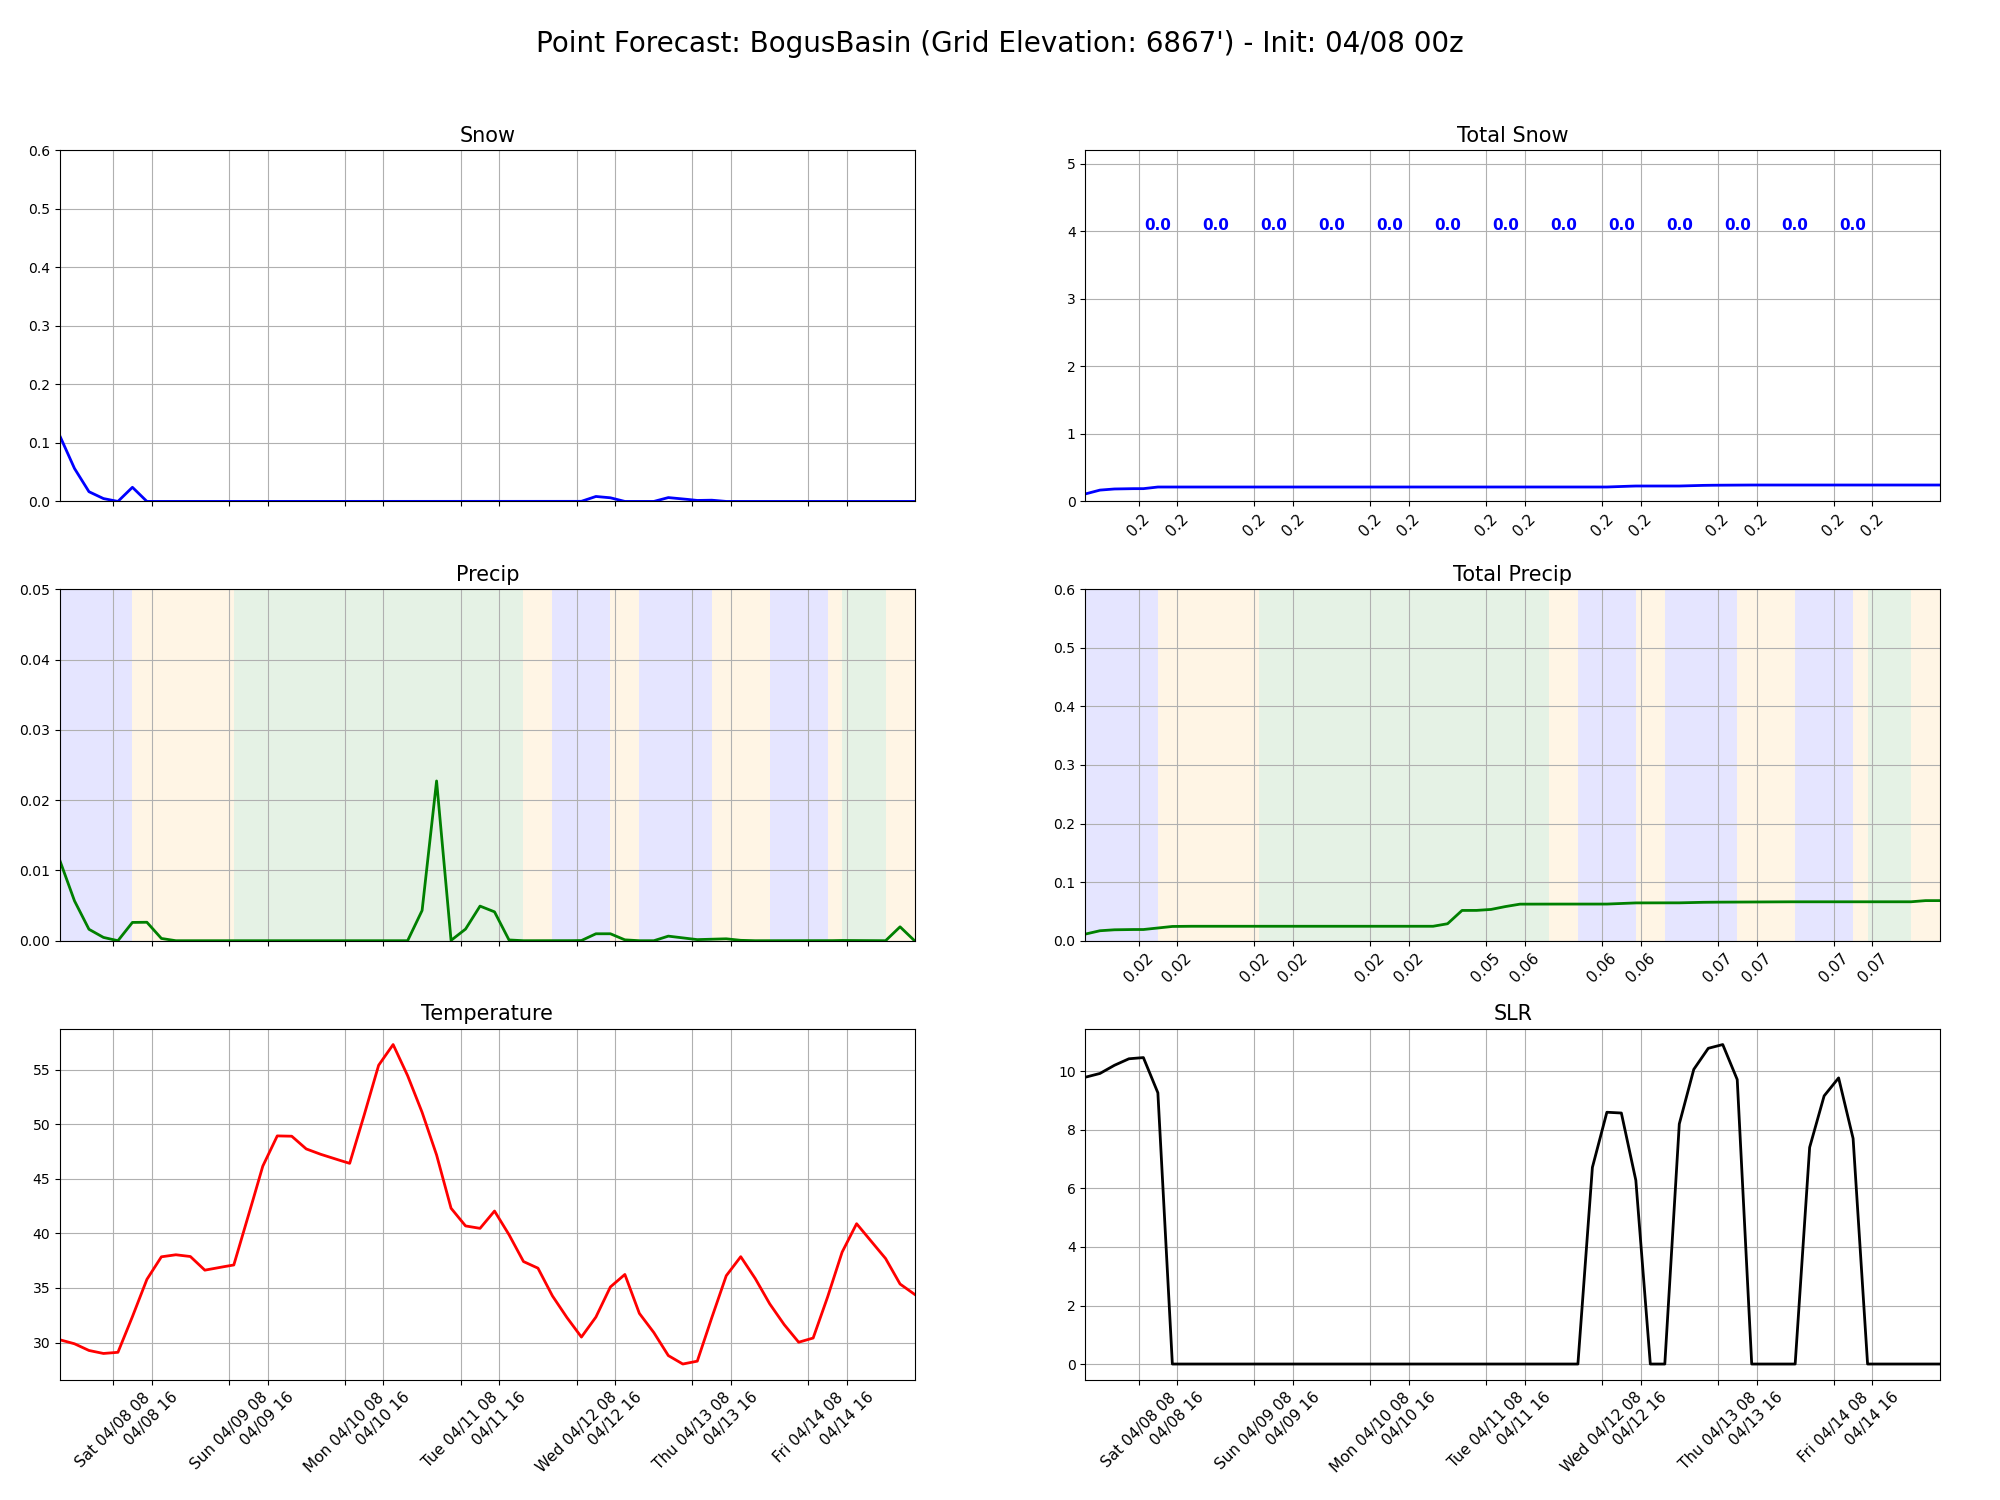 Point Forecast: BogusBasin (Grid Elevation: 6867') - Init: 04/08 00z
Snow
0.6
0.5
0.4
0.3
0.2
0.1
0.0
Total Snow
5
4
3
2
1
0
0.0 0.0 0.0 0.0 0.0 0.0 0.0 0.0 0.0 0.0 0.0 0.0 0.0
0.2 0.2 0.2 0.2 0.2 0.2 0.2 0.2 0.2 0.2 0.2 0.2 0.2 0.2
Precip
0.05
0.04
0.03
0.02
0.01
0.00
Total Precip
0.6
0.5
0.4
0.3
0.2
0.1
0.0
0.02 0.02 0.02 0.02 0.02 0.02 0.05 0.06 0.06 0.06 0.07 0.07 0.07 0.07
Temperature
55
50
45
40
35
30
Sat 04/08 08
04/08 16
Sun 04/09 08
04/09 16
Mon 04/10 08
04/10 16
Tue 04/11 08
04/11 16
Wed 04/12 08
04/12 16
Thu 04/13 08
04/13 16
Fri 04/14 08
04/14 16
SLR
10
8
6
4
2
0
Sat 04/08 08
04/08 16
Sun 04/09 08
04/09 16
Mon 04/10 08
04/10 16
Tue 04/11 08
04/11 16
Wed 04/12 08
04/12 16
Thu 04/13 08
04/13 16
Fri 04/14 08
04/14 16